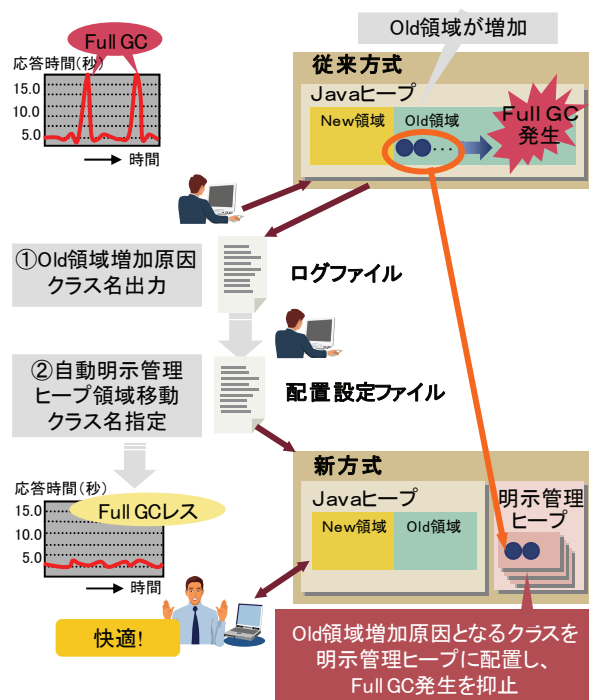 Full GC
応答時間(秒)
15.0
10.0
5.0
時間
Old領域が増加
従来方式
Javaヒープ
New領域
Old領域
Full GC
発生
・・・
①Old領域増加原因
クラス名出力
ログファイル
②自動明示管理
ヒープ領域移動
クラス名指定
配置設定ファイル
応答時間(秒)
15.0
10.0
5.0
Full GCレス
時間
快適!
新方式
Javaヒープ
New領域
Old領域
明示管理
ヒープ
Old領域増加原因となるクラスを
明示管理ヒープに配置し、
Full GC発生を抑止